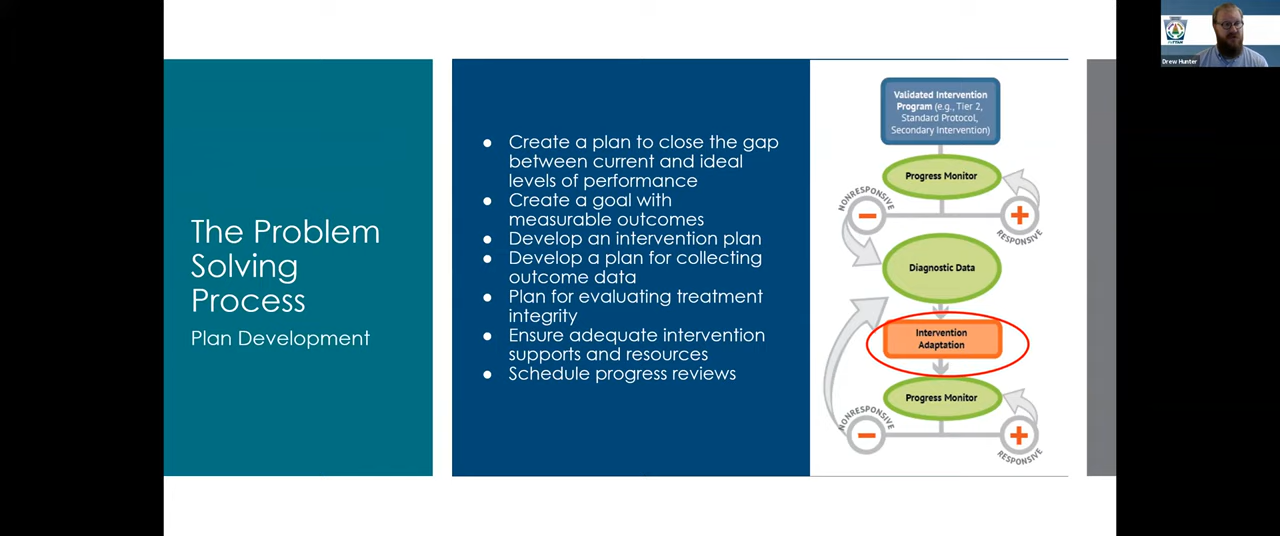 The Problem
Solving
Process
Plan Development
● Create a plan to close the gap
between current and ideal
levels of performance
● Create a goal with
measurable outcomes
● Develop an intervention plan
● Develop a plan for collecting
outcome data
● Plan for evaluating treatment
integrity
● Ensure adequate intervention
supports and resources
● Schedule progress reviews
Validated Intervention
Program (e.g., Tier 2,
Standard Protocol,
Secondary Intervention)
Progress Monitor
NONRESPONSIVE
RESPONSIVE
Diagnostic Data
Intervention
Adaptation
Progress Monitor
NONRESPONSIVE
RESPONSIVE
Drew Hunter